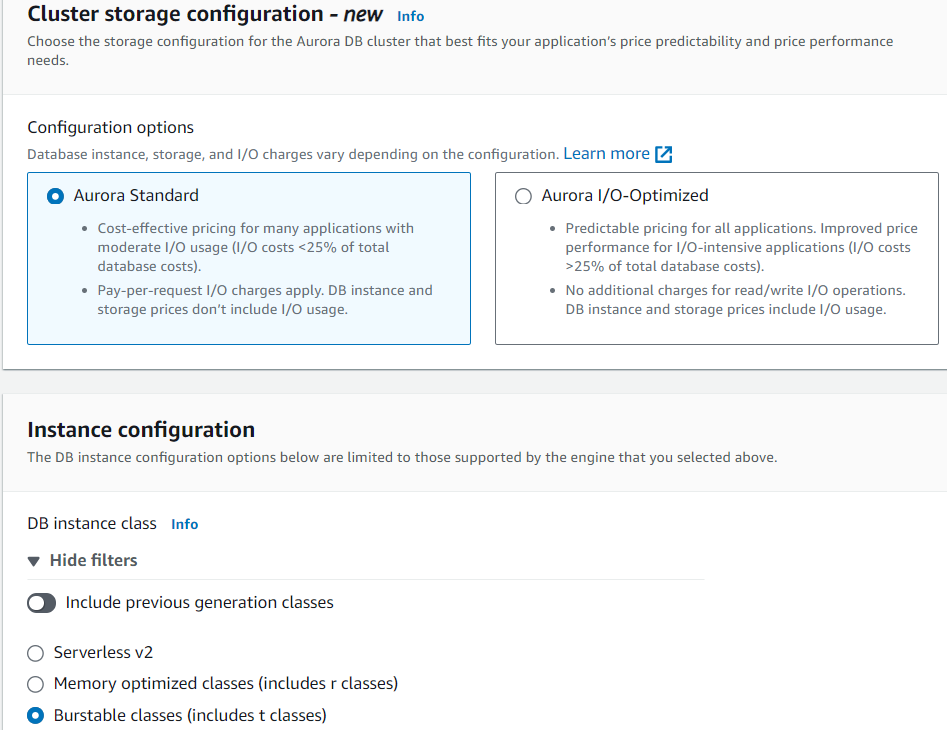 Cluster storage configuration - new Info
Choose the storage configuration for the Aurora DB cluster that best fits your application’s price predictability and price performance
needs.
Configuration options
Database instance, storage, and I/O charges vary depending on the configuration. Learn more
Aurora Standard
• Cost-effective pricing for many applications with
moderate I/O usage (I/O costs <25% of total
database costs).
• Pay-per-request I/O charges apply. DB instance and
storage prices don’t include I/O usage.
Aurora I/O-Optimized
• Predictable pricing for all applications. Improved price
performance for I/O-intensive applications (I/O costs
>25% of total database costs).
• No additional charges for read/write I/O operations.
DB instance and storage prices include I/O usage.
Instance configuration
The DB instance configuration options below are limited to those supported by the engine that you selected above.
DB instance class Info
Hide filters
Include previous generation classes
Serverless v2
Memory optimized classes (includes r classes)
Burstable classes (includes t classes)